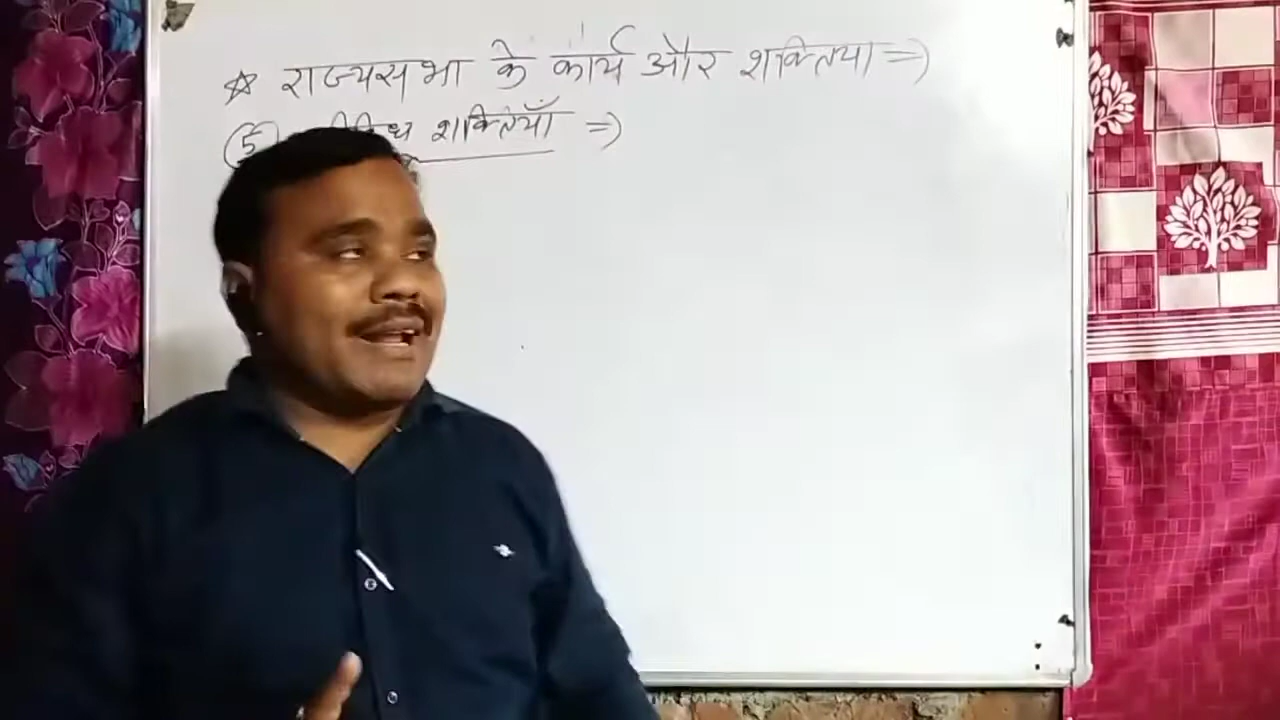 ☆ राज्यसभा के कार्य और शक्तिया =>
(5) शक्तियाँ =>